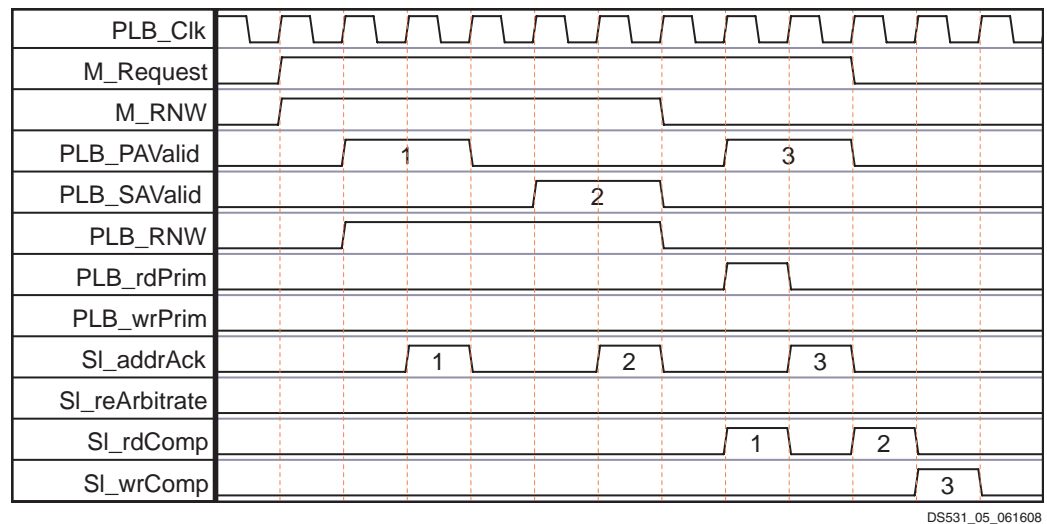 PLB_Clk
M_Request
M_RNW
PLB_PAValid 1 3
PLB_SAValid 2
PLB_RNW
PLB_rdPrim
PLB_wrPrim
Sl_addrAck 1 2 3
Sl_reArbitrate
Sl_rdComp 1 2
Sl_wrComp 3
DS531_05_061608